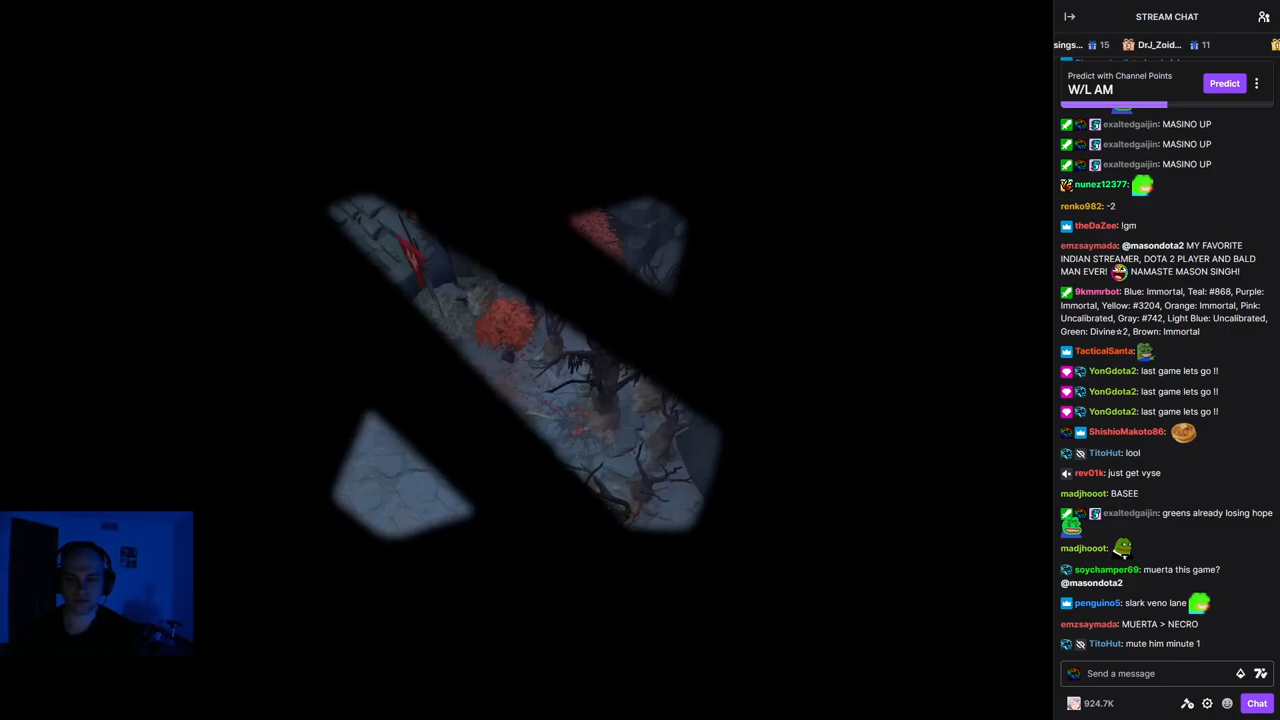 STREAM CHAT
sings... 15 DrJ_Zoid... 11
Predict with Channel Points
W/L AM
Predict
exaltedgaijin: MASINO UP
exaltedgaijin: MASINO UP
exaltedgaijin: MASINO UP
nunez12377:
renko982: -2
theDaZee: !gm
emzsaymada: @masondota2 MY FAVORITE
INDIAN STREAMER, DOTA 2 PLAYER AND BALD
MAN EVER! NAMASTE MASON SINGH!
9kmmrbot: Blue: Immortal, Teal: #868, Purple:
Immortal, Yellow: #3204, Orange: Immortal, Pink:
Uncalibrated, Gray: #742, Light Blue: Uncalibrated,
Green: Divine☆2, Brown: Immortal
TacticalSanta:
YonGdota2: last game lets go !!
YonGdota2: last game lets go !!
YonGdota2: last game lets go !!
ShishioMakoto86:
TitoHut: lool
rev01k: just get vyse
madjhooot: BASEE
exaltedgaijin: greens already losing hope
madjhooot:
soychamper69: muerta this game?
@masondota2
penguino5: slark veno lane
emzsaymada: MUERTA > NECRO
TitoHut: mute him minute 1
Send a message
924.7K
Chat